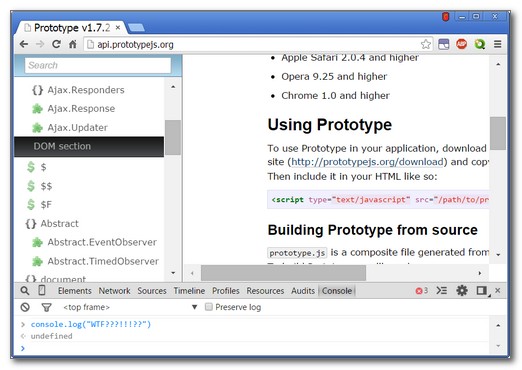 Prototype v1.7.2
api.prototypejs.org
ABP
Search
{} Ajax.Responders
Ajax.Response
Ajax.Updater
DOM section
$ $
$ $$
$ $F
{} Abstract
Abstract.EventObserver
Abstract.TimedObserver
{} document
• Apple Safari 2.0.4 and higher
• Opera 9.25 and higher
• Chrome 1.0 and higher
Using Prototype
To use Prototype in your application, download
site (http://prototypejs.org/download) and cop
Then include it in your HTML like so:
<script type="text/javascript" src="/path/to/pr
Building Prototype from source
prototype.js is a composite file generated from
Elements Network Sources Timeline Profiles Resources Audits Console 3
<top frame> Preserve log
> console.log("WTF???!!!??")
undefined
>